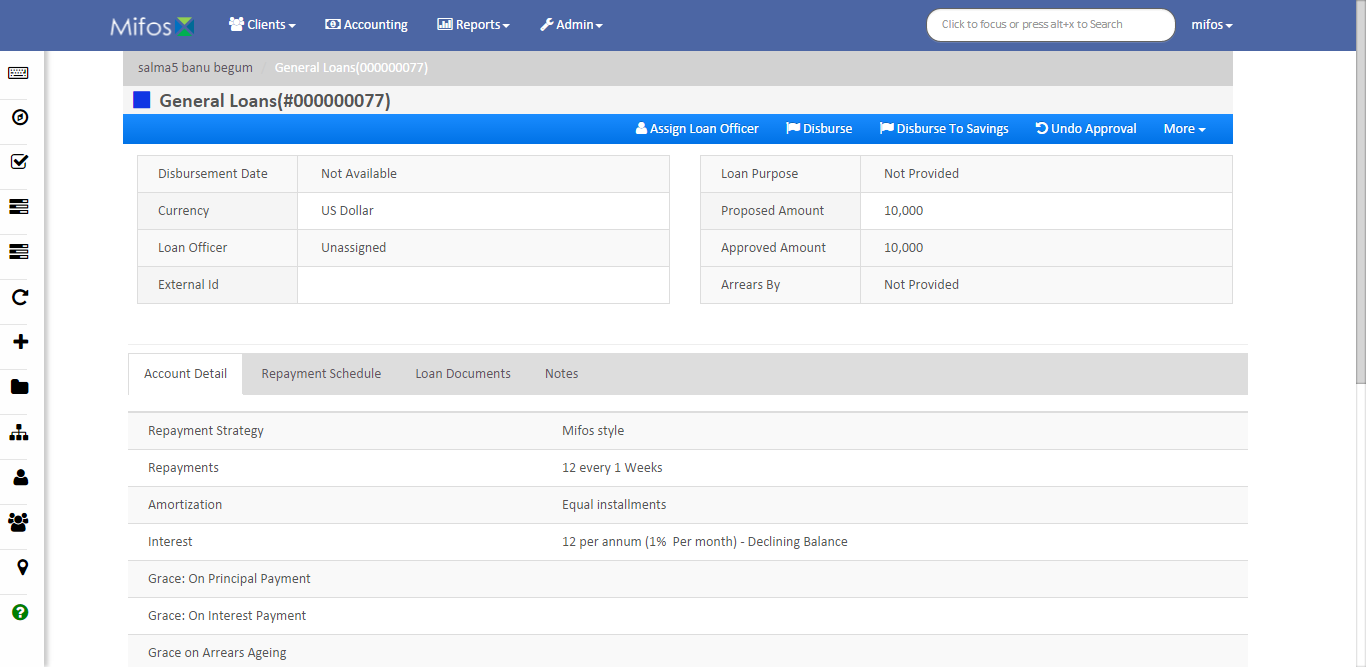 Mifos Clients Accounting Reports Admin Click to focus or press alt+x to Search mifos
salma5 banu begum / General Loans(000000077)
General Loans(#000000077)
Assign Loan Officer Disburse Disburse To Savings Undo Approval More
Disbursement Date Not Available Loan Purpose Not Provided
Currency US Dollar Proposed Amount 10,000
Loan Officer Unassigned Approved Amount 10,000
External Id Arrears By Not Provided
Account Detail Repayment Schedule Loan Documents Notes
Repayment Strategy Mifos style
Repayments 12 every 1 Weeks
Amortization Equal installments
Interest 12 per annum (1% Per month) - Declining Balance
Grace: On Principal Payment
Grace: On Interest Payment
Grace on Arrears Ageing